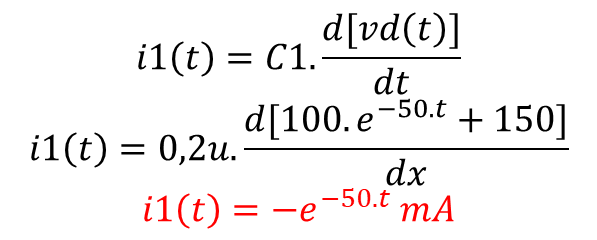 i1(t) = C1. d[vd(t)]/dt
i1(t) = 0,2u. d[100. e^{-50.t} + 150]/dx
i1(t) = −e^{-50.t} mA